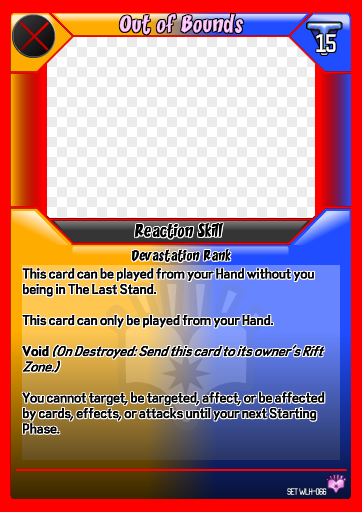 Out of Bounds
15
Reaction Skill
Devastation Rank
This card can be played from your Hand without you
being in The Last Stand.
This card can only be played from your Hand.
Void (On Destroyed: Send this card to its owner's Rift
Zone.)
You cannot target, be targeted, affect, or be affected
by cards, effects, or attacks until your next Starting
Phase.
SET WLH-066